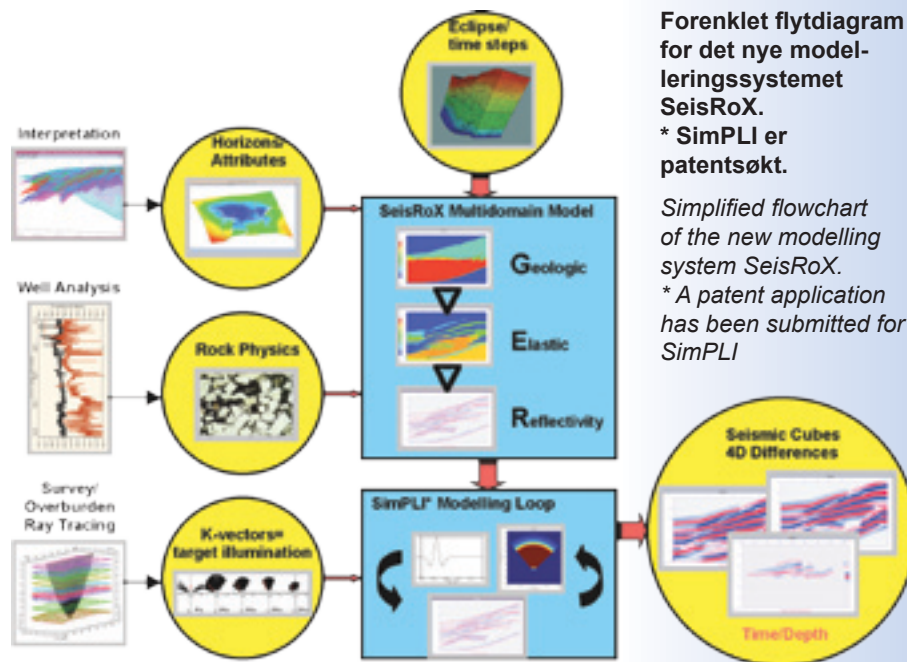 Eclipse/
time steps
Interpretation
Horizons/
Attributes
SeisRoX Multidomain Model
Geologic
Elastic
Reflectivity
Well Analysis
Rock Physics
Survey/
Overburden
Ray Tracing
K-vectors=
target illumination
SimPLI* Modelling Loop
Seismic Cubes
4D Differences
Time/Depth
Forenklet flytdiagram
for det nye model-
leringssystemet
SeisRoX.
* SimPLI er
patentsøkt.
Simplified flowchart
of the new modelling
system SeisRoX.
* A patent application
has been submitted for
SimPLI